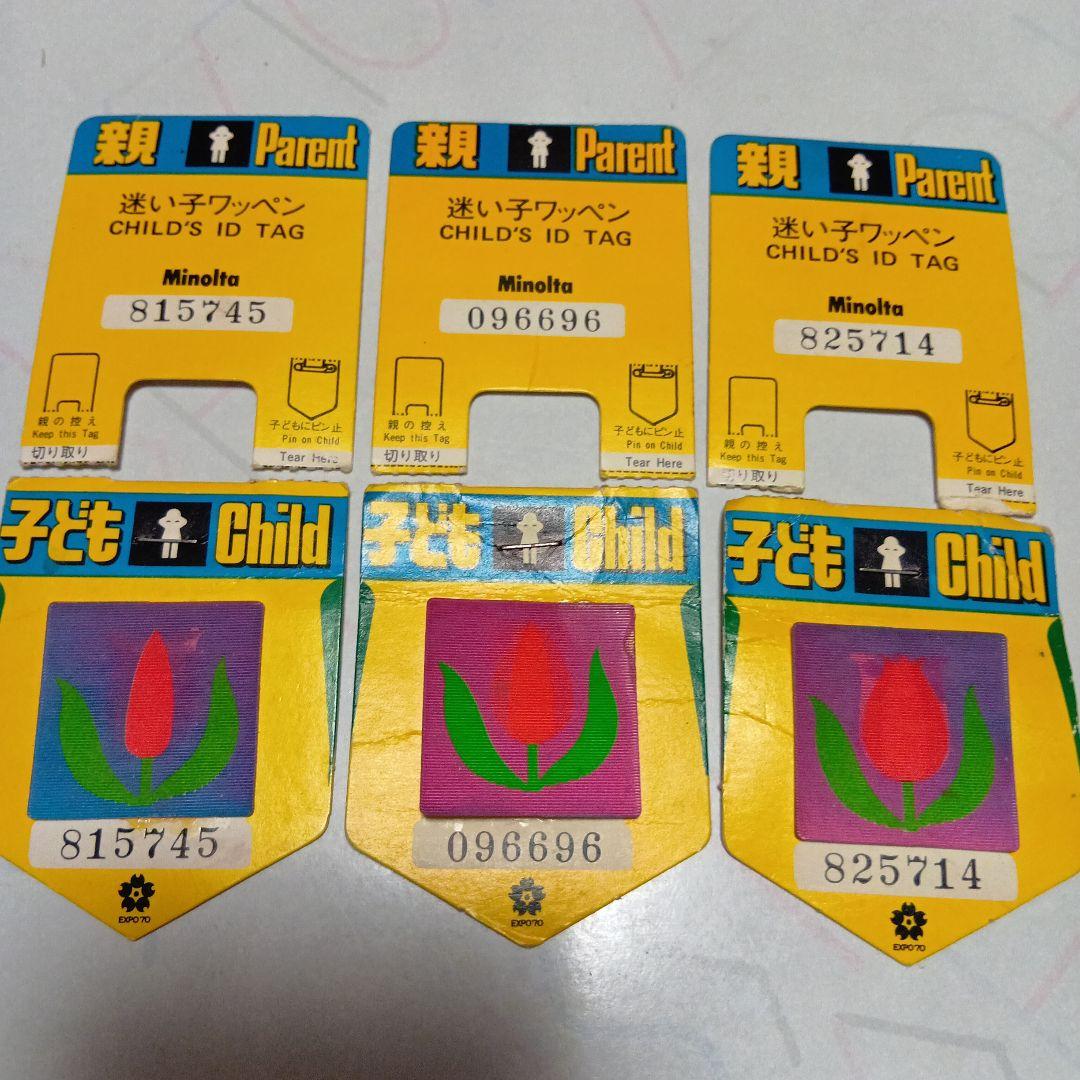 親 Parent
迷い子ワッペン
CHILD'S ID TAG
Minolta
815745
親の控え
Keep this Tag
切り取り
子どもにピン止
Pin on Child
Tear Here
子ども Child
815745
EXPO'70
親 Parent
迷い子ワッペン
CHILD'S ID TAG
Minolta
096696
親の控え
Keep this Tag
切り取り
子どもにピン止
Pin on Child
Tear Here
子ども Child
096696
EXPO'70
親 Parent
迷い子ワッペン
CHILD'S ID TAG
Minolta
825714
親の控え
Keep this Tag
切り取り
子どもにピン止
Pin on Child
Tear Here
子ども Child
825714
EXPO'70